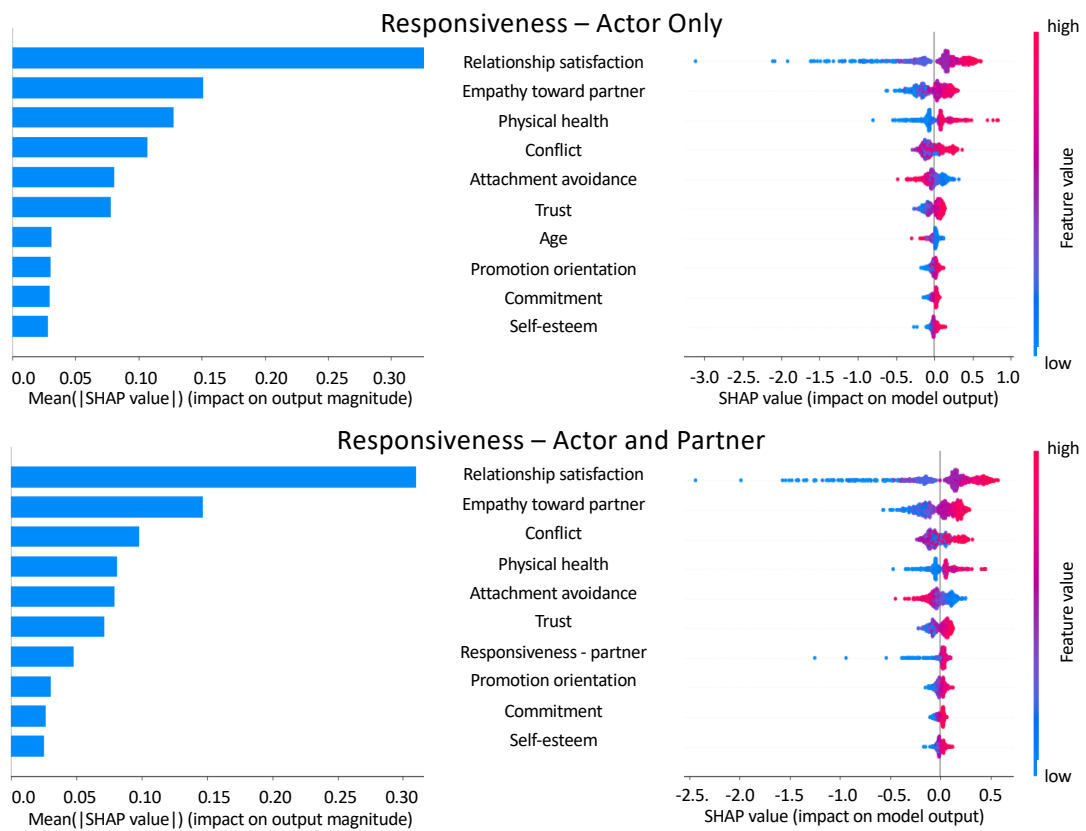 Responsiveness – Actor Only
Relationship satisfaction
Empathy toward partner
Physical health
Conflict
Attachment avoidance
Trust
Age
Promotion orientation
Commitment
Self-esteem
0.0 0.05 0.10 0.15 0.20 0.25 0.30
Mean(|SHAP value|) (impact on output magnitude)
-3.0 -2.5. -2.0 -1.5 -1.0 -0.5 0.0 0.5 1.0
SHAP value (impact on model output)
high
Feature value
low
Responsiveness – Actor and Partner
Relationship satisfaction
Empathy toward partner
Conflict
Physical health
Attachment avoidance
Trust
Responsiveness - partner
Promotion orientation
Commitment
Self-esteem
0.0 0.05 0.10 0.15 0.20 0.25 0.30
Mean(|SHAP value|) (impact on output magnitude)
-2.5. -2.0 -1.5 -1.0 -0.5 0.0 0.5
SHAP value (impact on model output)
high
Feature value
low